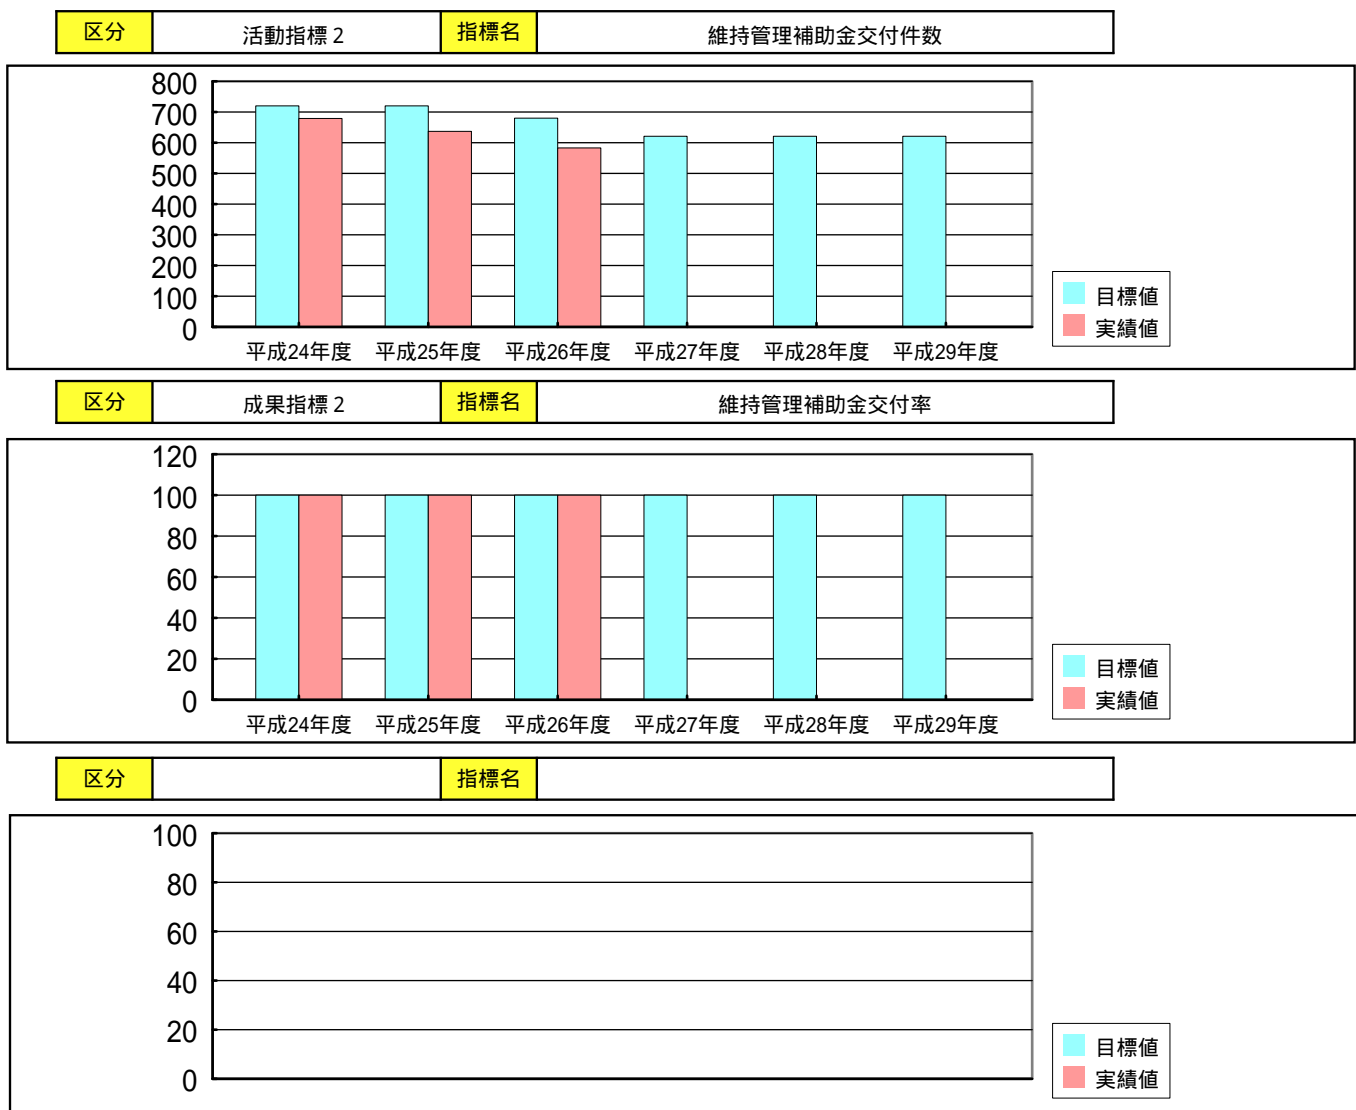 区分 活動指標2 指標名 維持管理補助金交付件数
800
700
600
500
400
300
200
100
0
平成24年度 平成25年度 平成26年度 平成27年度 平成28年度 平成29年度
目標値
実績値
区分 成果指標2 指標名 維持管理補助金交付率
120
100
80
60
40
20
0
平成24年度 平成25年度 平成26年度 平成27年度 平成28年度 平成29年度
目標値
実績値
区分 指標名
100
80
60
40
20
0
目標値
実績値